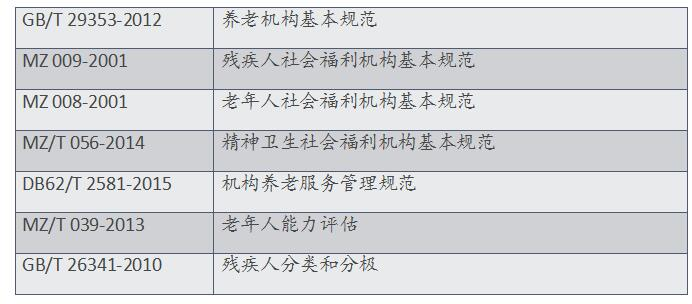 GB/T 29353-2012 养老机构基本规范
MZ 009-2001 残疾人社会福利机构基本规范
MZ 008-2001 老年人社会福利机构基本规范
MZ/T 056-2014 精神卫生社会福利机构基本规范
DB62/T 2581-2015 机构养老服务管理规范
MZ/T 039-2013 老年人能力评估
GB/T 26341-2010 残疾人分类和分极